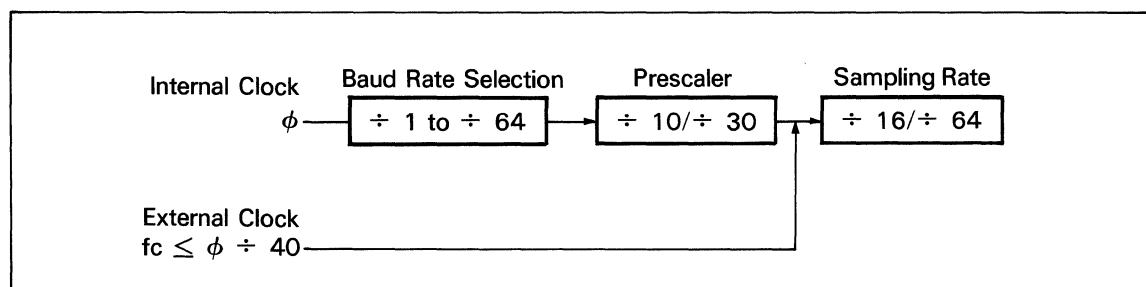 Internal Clock
φ
Baud Rate Selection
÷ 1 to ÷ 64
Prescaler
÷ 10/÷ 30
Sampling Rate
÷ 16/÷ 64
External Clock
fc ≤ φ ÷ 40